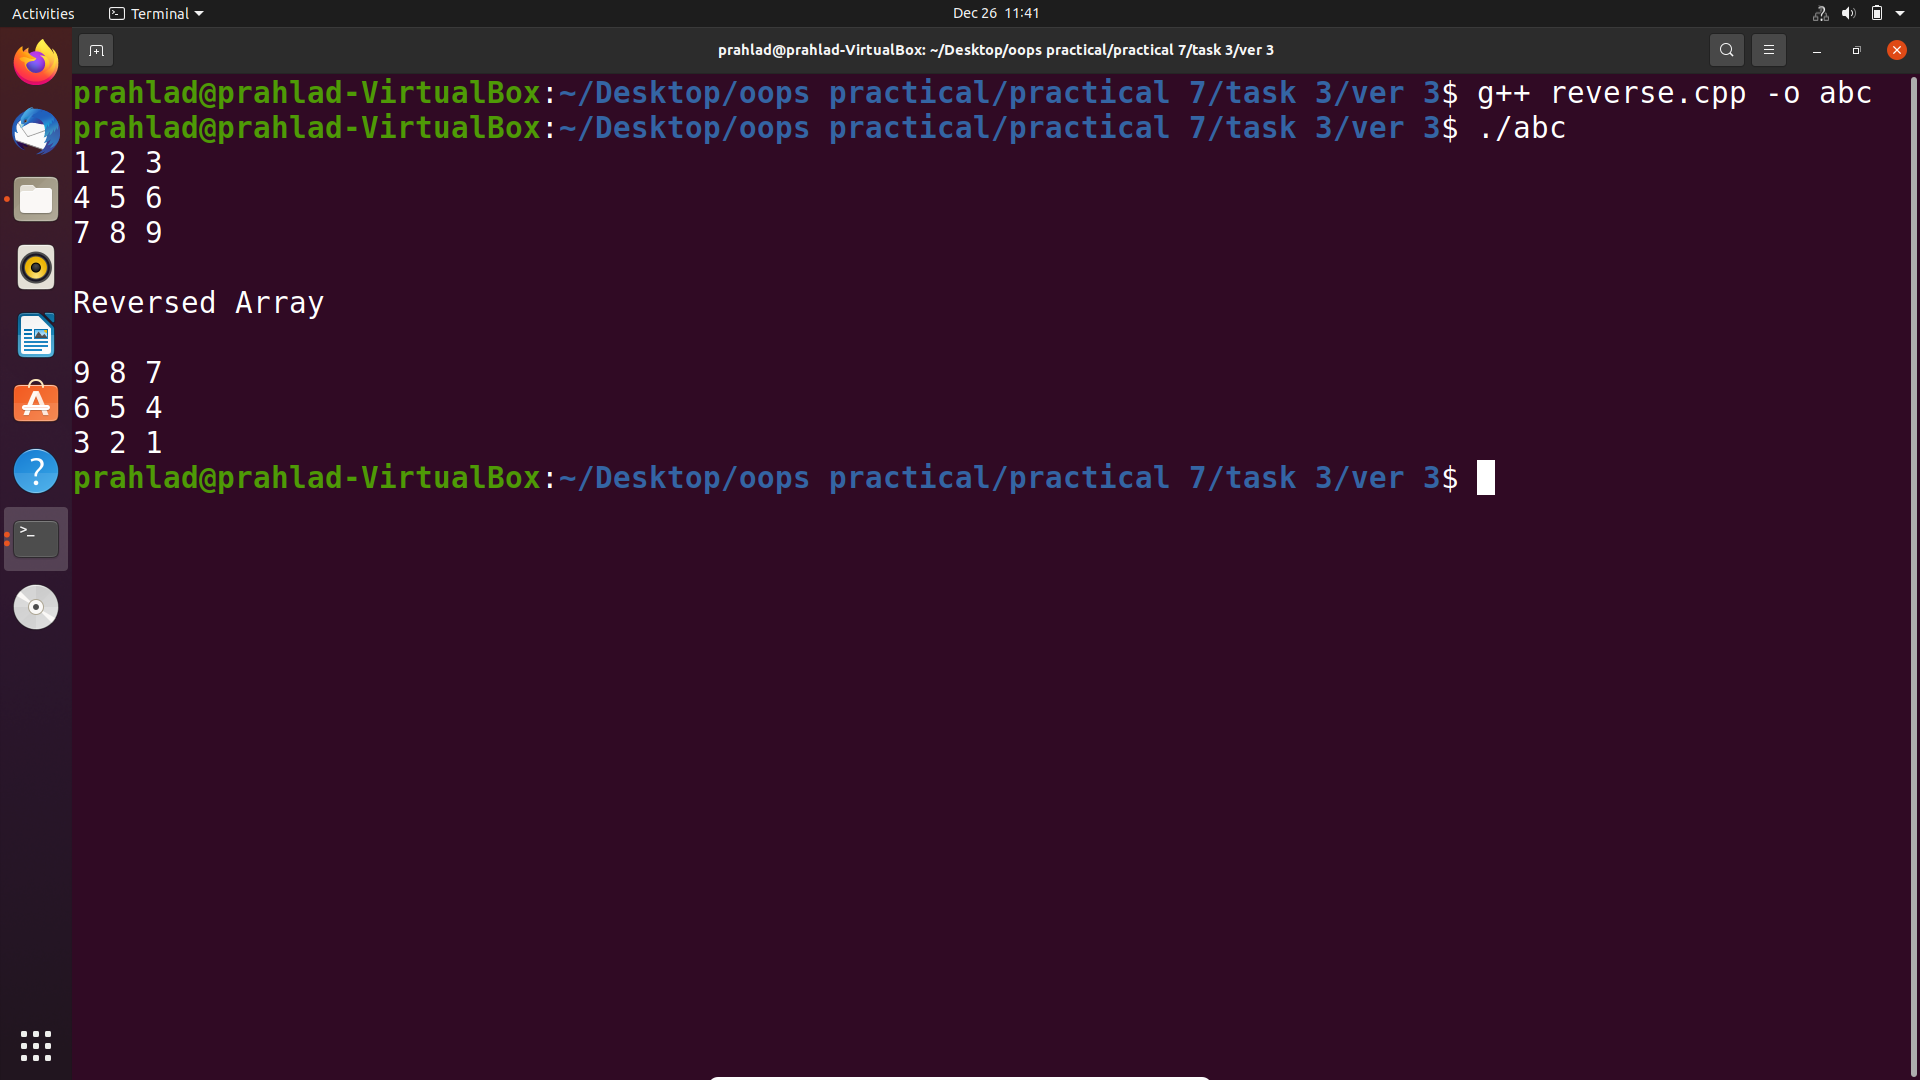 Activities Terminal Dec 26 11:41
prahlad@prahlad-VirtualBox: ~/Desktop/oops practical/practical 7/task 3/ver 3
prahlad@prahlad-VirtualBox:~/Desktop/oops practical/practical 7/task 3/ver 3$ g++ reverse.cpp -o abc
prahlad@prahlad-VirtualBox:~/Desktop/oops practical/practical 7/task 3/ver 3$ ./abc
1 2 3
4 5 6
7 8 9
Reversed Array
9 8 7
6 5 4
3 2 1
prahlad@prahlad-VirtualBox:~/Desktop/oops practical/practical 7/task 3/ver 3$